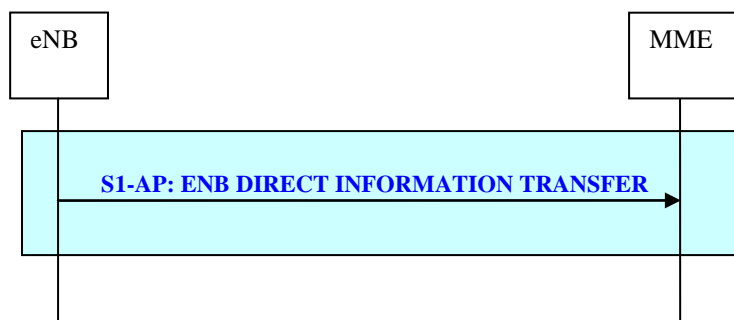 eNB
MME
S1-AP: ENB DIRECT INFORMATION TRANSFER